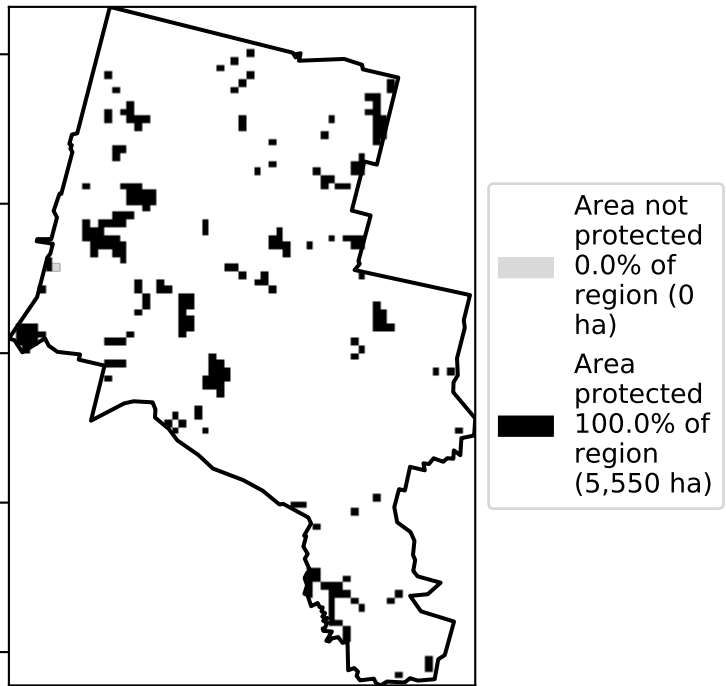 Area not
protected
0.0% of
region (0
ha)
Area
protected
100.0% of
region
(5,550 ha)